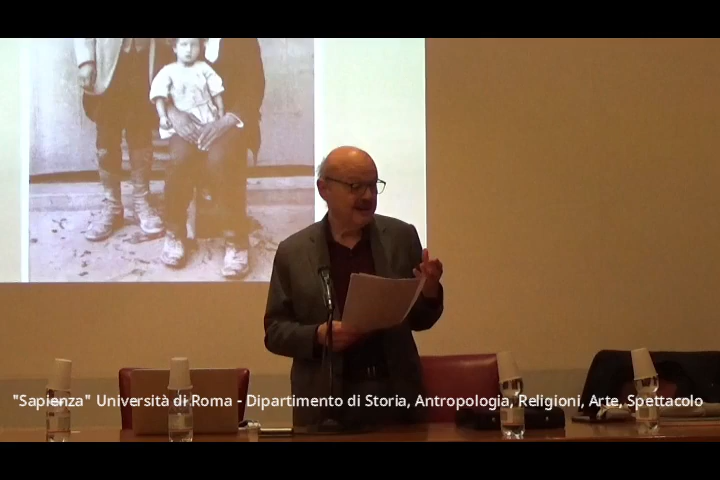 "Sapienza" Università di Roma - Dipartimento di Storia, Antropologia, Religioni, Arte, Spettacolo